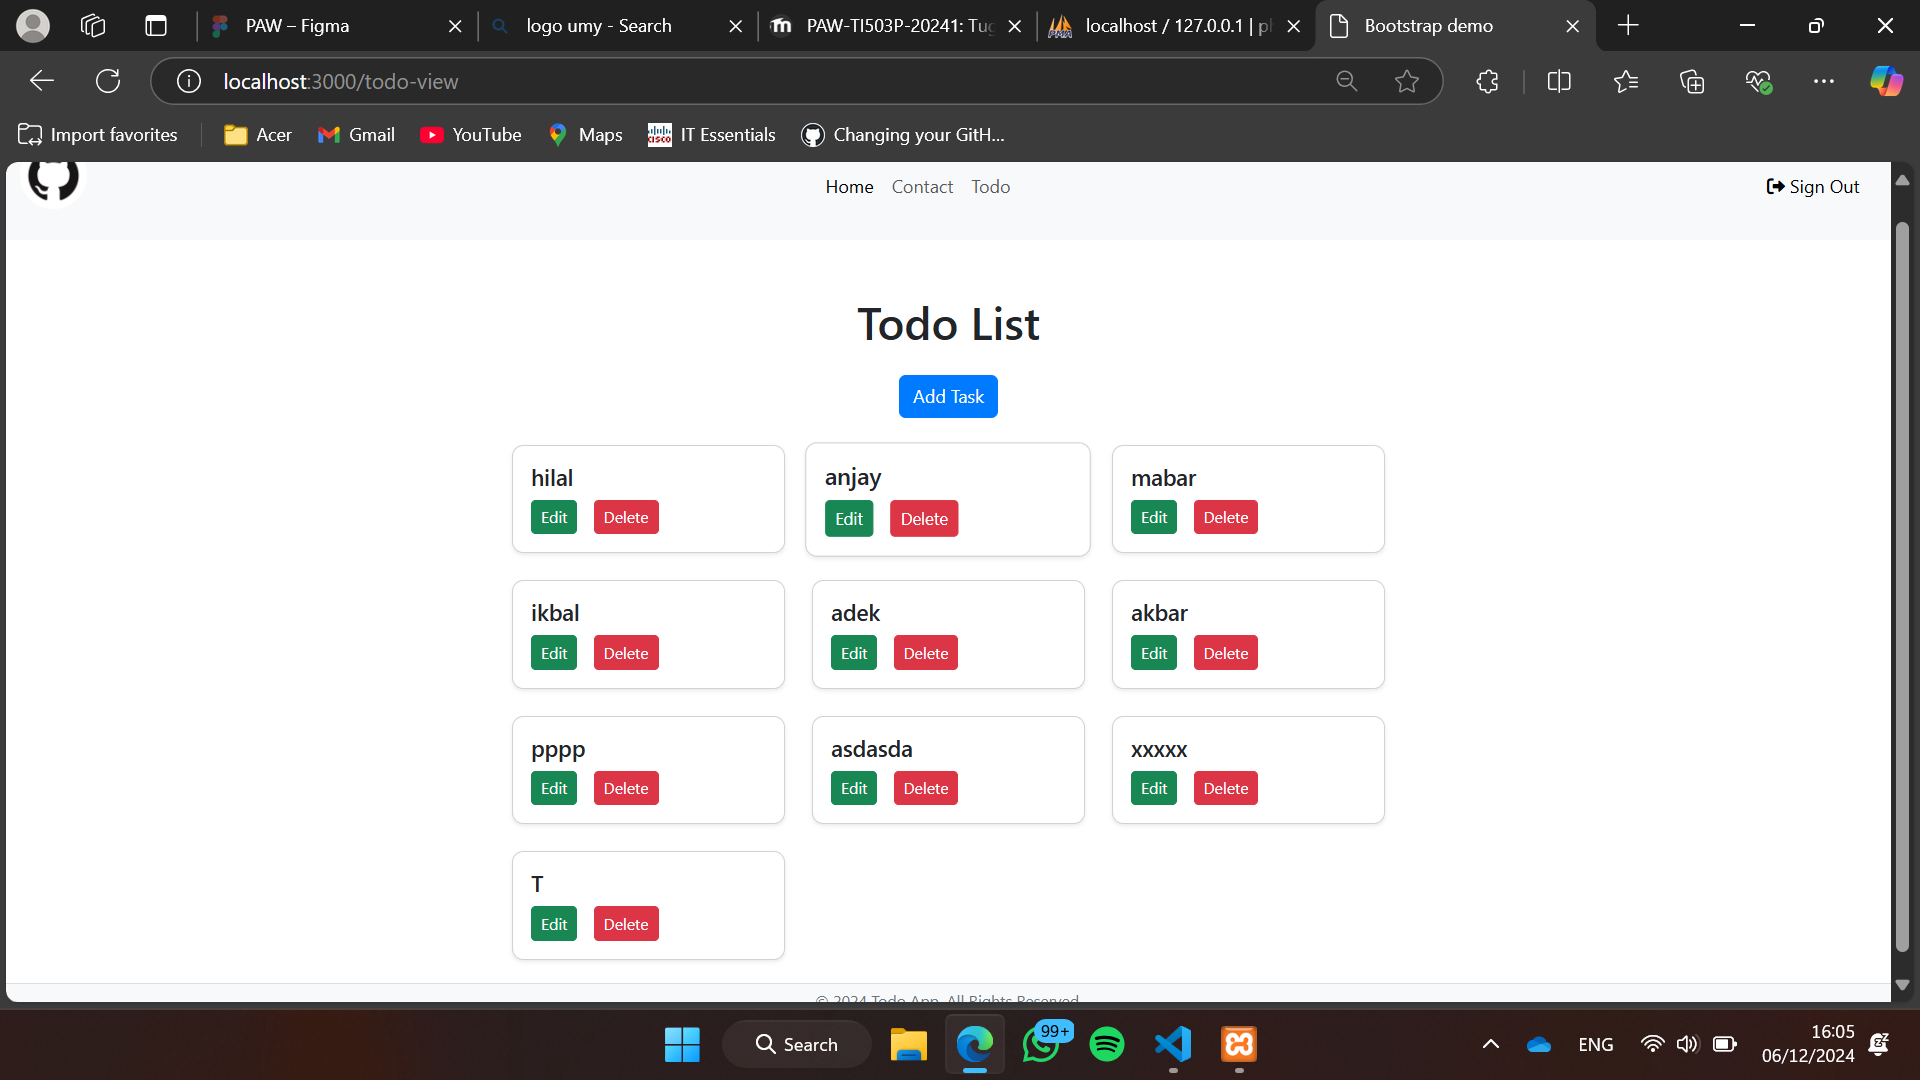 PAW – Figma
logo umy - Search
PAW-TI503P-20241: Tug
localhost / 127.0.0.1 | ph
Bootstrap demo
localhost:3000/todo-view
Import favorites
Acer
Gmail
YouTube
Maps
IT Essentials
Changing your GitH...
Home
Contact
Todo
Sign Out
Todo List
Add Task
hilal
Edit Delete
anjay
Edit Delete
mabar
Edit Delete
ikbal
Edit Delete
adek
Edit Delete
akbar
Edit Delete
pppp
Edit Delete
asdasda
Edit Delete
xxxxx
Edit Delete
T
Edit Delete
© 2024 Todo App. All Rights Reserved
Search
99+
ENG
16:05
06/12/2024